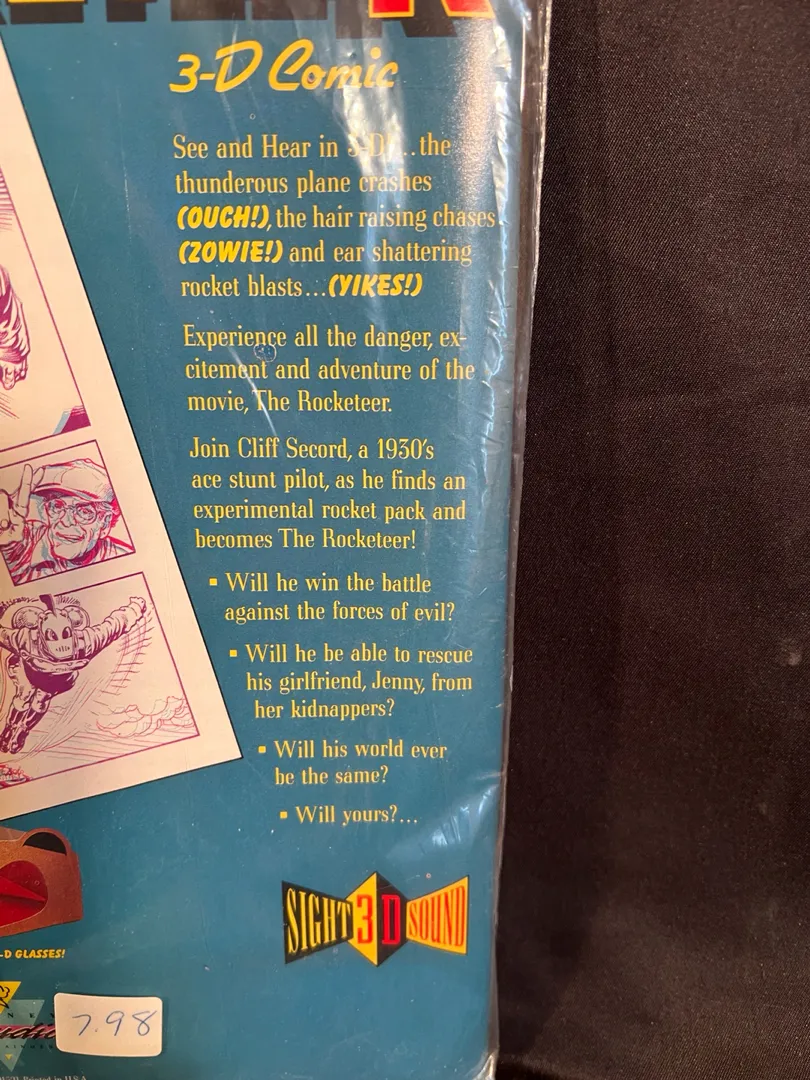 3-D Comic
See and Hear in 3-D!...the
thunderous plane crashes
(OUCH!), the hair raising chases
(ZOWIE!) and ear shattering
rocket blasts...(YIKES!)
Experience all the danger, ex-
citement and adventure of the
movie, The Rocketeer.
Join Cliff Secord, a 1930's
ace stunt pilot, as he finds an
experimental rocket pack and
becomes The Rocketeer!
▪ Will he win the battle
against the forces of evil?
▪ Will he be able to rescue
his girlfriend, Jenny, from
her kidnappers?
▪ Will his world ever
be the same?
▪ Will yours?...
SIGHT 3 D SOUND
-D GLASSES!
7.98
Printed in U.S.A.